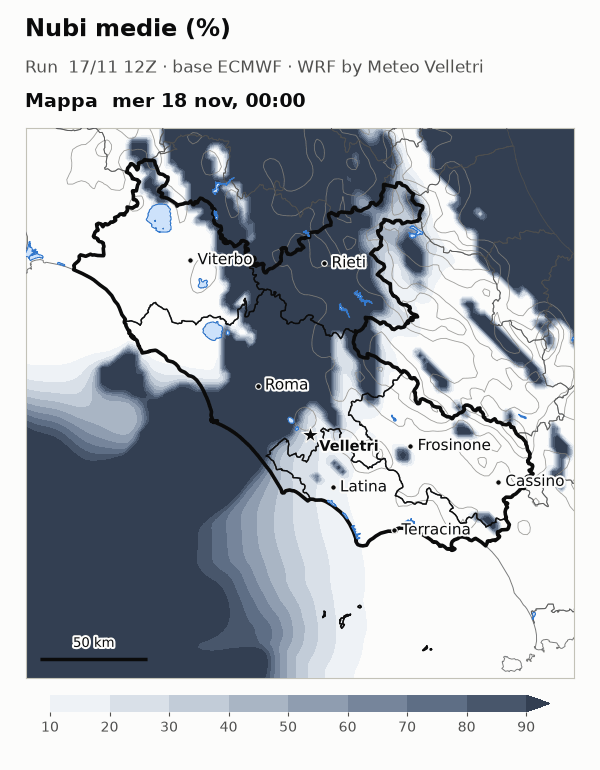 Nubi medie (%)
Run  17/11 12Z · base ECMWF · WRF by Meteo Velletri
Mappa  mer 18 nov, 00:00
Viterbo
Rieti
Roma
Velletri
Frosinone
Latina
Cassino
Terracina
50 km
10 20 30 40 50 60 70 80 90